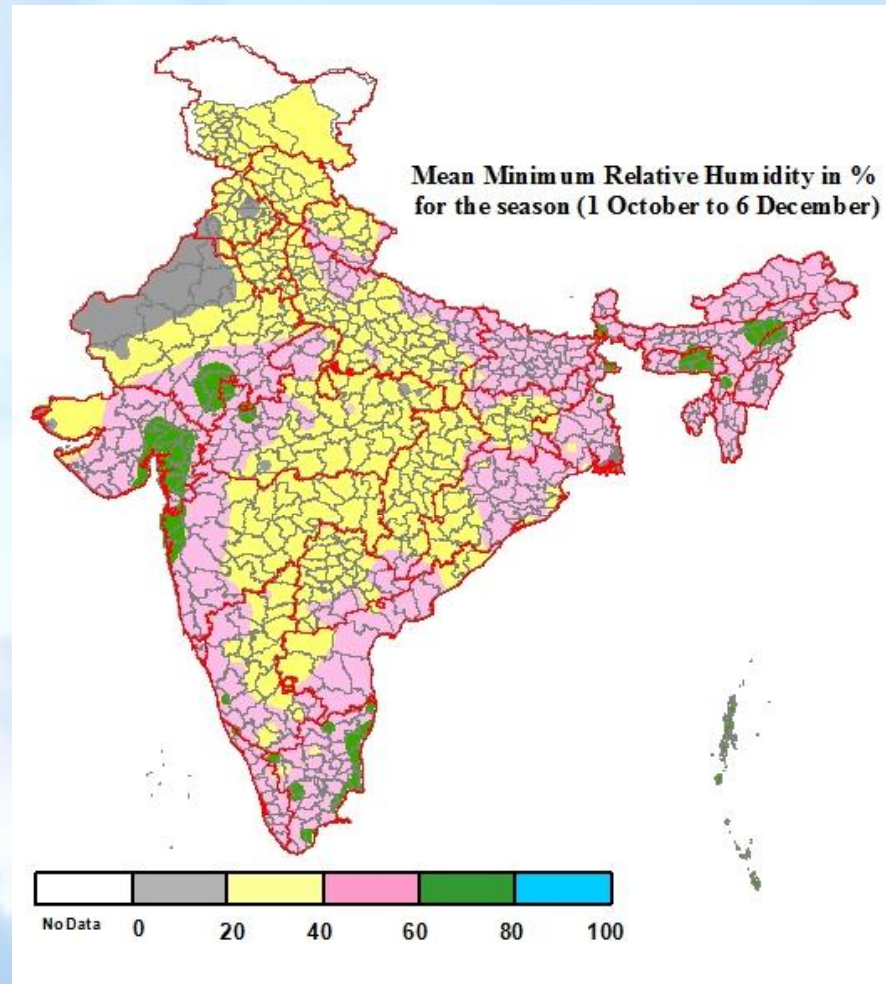 Mean Minimum Relative Humidity in %
for the season (1 October to 6 December)
No Data 0 20 40 60 80 100